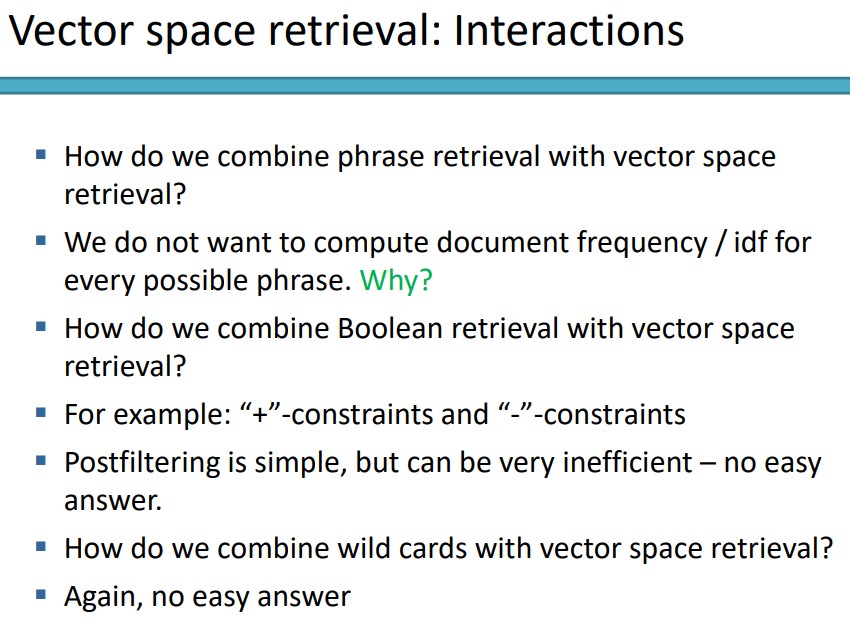 Vector space retrieval: Interactions
▪ How do we combine phrase retrieval with vector space
retrieval?
▪ We do not want to compute document frequency / idf for
every possible phrase. Why?
▪ How do we combine Boolean retrieval with vector space
retrieval?
▪ For example: “+”-constraints and “-”-constraints
▪ Postfiltering is simple, but can be very inefficient – no easy
answer.
▪ How do we combine wild cards with vector space retrieval?
▪ Again, no easy answer